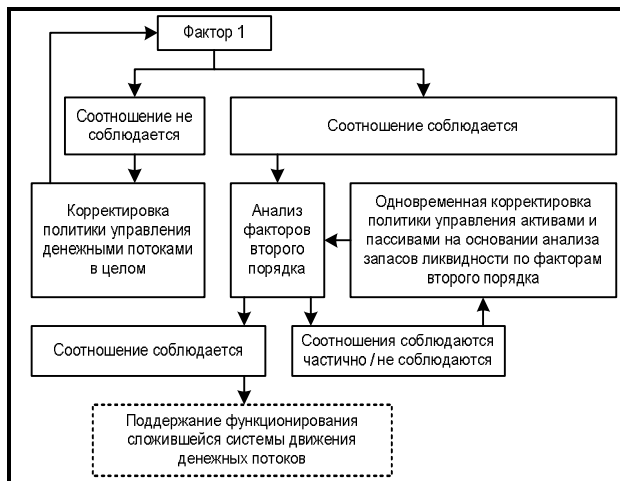 Фактор 1
Соотношение не
соблюдается
Соотношение соблюдается
Корректировка
политики управления
денежными потоками
в целом
Анализ
факторов
второго
порядка
Одновременная корректировка
политики управления активами и
пассивами на основании анализа
запасов ликвидности по факторам
второго порядка
Соотношение соблюдается
Соотношения соблюдаются
частично / не соблюдаются
Поддержание функционирования
сложившейся системы движения
денежных потоков